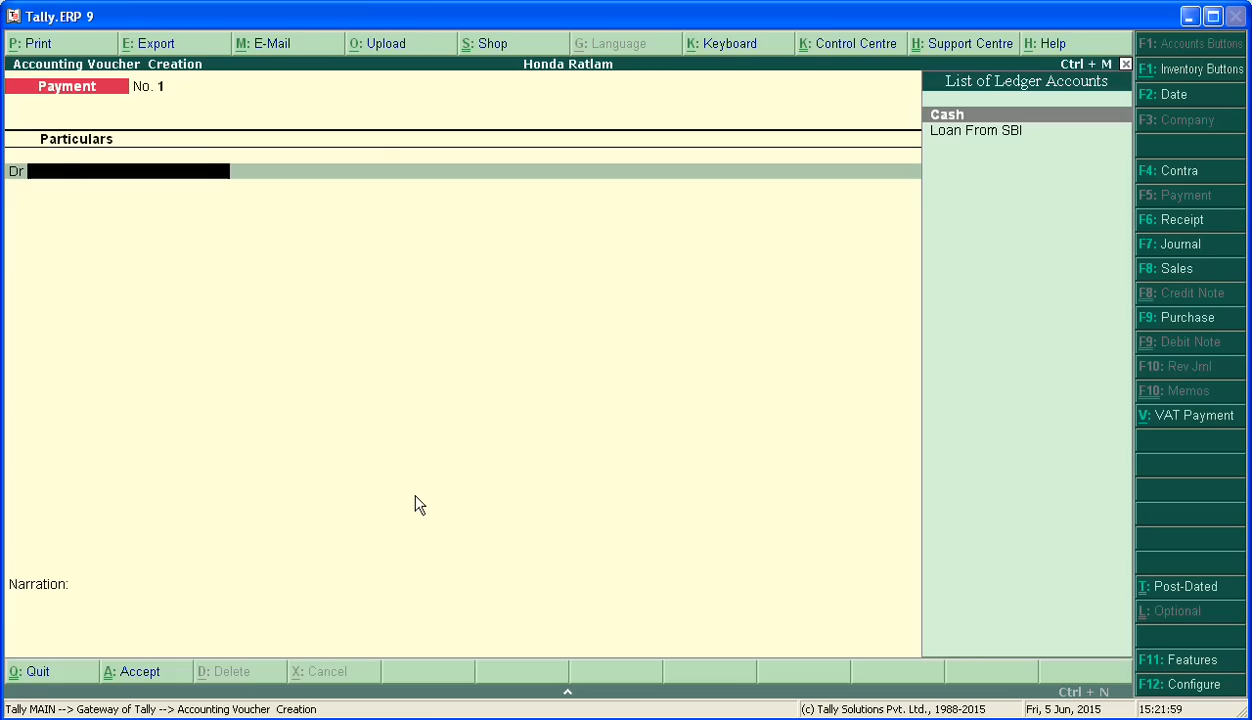 Tally.ERP 9
P: Print
E: Export
M: E-Mail
O: Upload
S: Shop
G: Language
K: Keyboard
K: Control Centre
H: Support Centre
H: Help
F1: Accounts Buttons
Accounting Voucher Creation
Honda Ratlam
Ctrl + M
F1: Inventory Buttons
Payment No. 1
List of Ledger Accounts
F2: Date
Cash
F3: Company
Particulars
Loan From SBI
Dr
F4: Contra
F5: Payment
F6: Receipt
F7: Journal
F8: Sales
F8: Credit Note
F9: Purchase
F9: Debit Note
F10: Rev Jrnl
F10: Memos
V: VAT Payment
Narration:
T: Post-Dated
L: Optional
F11: Features
F12: Configure
Q: Quit
A: Accept
D: Delete
X: Cancel
Ctrl + N
Tally MAIN --> Gateway of Tally --> Accounting Voucher Creation
(c) Tally Solutions Pvt. Ltd., 1988-2015
Fri, 5 Jun, 2015
15:21:59